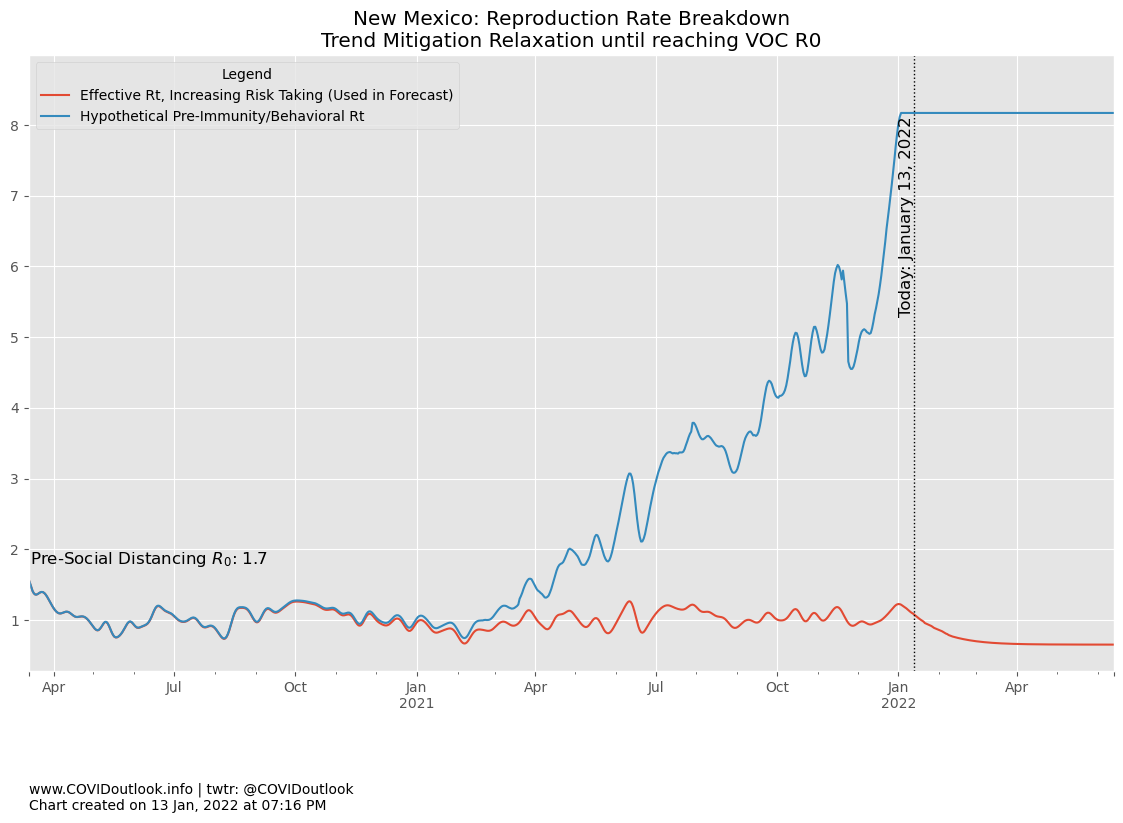 New Mexico: Reproduction Rate Breakdown
Trend Mitigation Relaxation until reaching VOC R0
Legend
Effective Rt, Increasing Risk Taking (Used in Forecast)
Hypothetical Pre-Immunity/Behavioral Rt
8
7
6
5
4
3
2
1
Today: January 13, 2022
Pre-Social Distancing R₀: 1.7
Apr Jul Oct Jan Apr Jul Oct Jan Apr
2021 2022
www.COVIDoutlook.info | twtr: @COVIDoutlook
Chart created on 13 Jan, 2022 at 07:16 PM